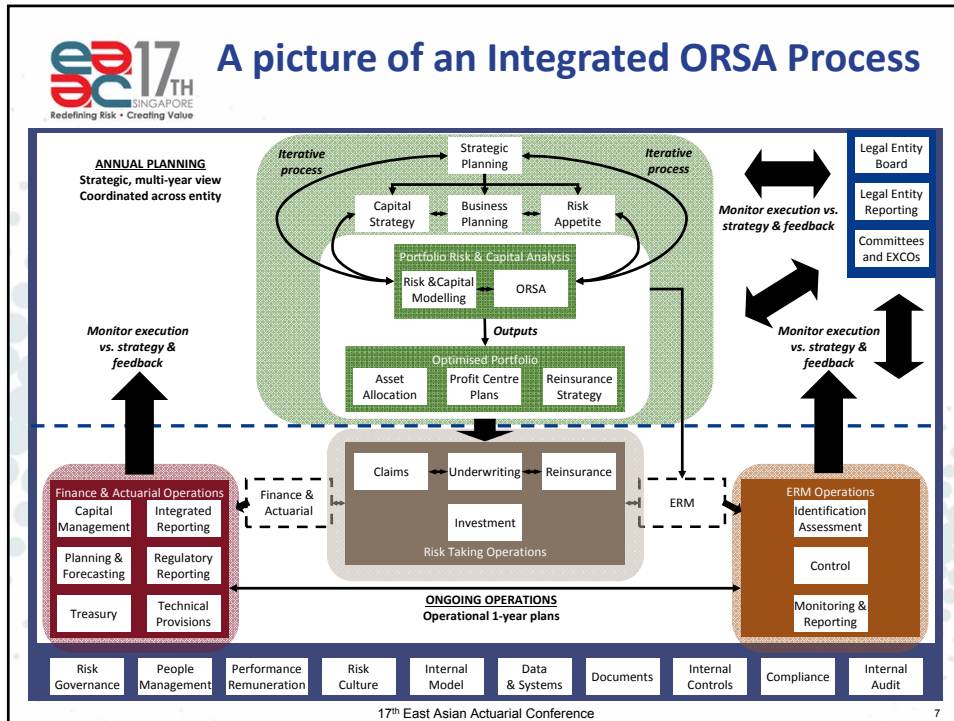 eaac 17TH
SINGAPORE
Redefining Risk • Creating Value
A picture of an Integrated ORSA Process
ANNUAL PLANNING
Strategic, multi-year view
Coordinated across entity
Iterative
process
Strategic
Planning
Iterative
process
Capital
Strategy
Business
Planning
Risk
Appetite
Portfolio Risk & Capital Analysis
Risk &Capital
Modelling
ORSA
Outputs
Optimised Portfolio
Asset
Allocation
Profit Centre
Plans
Reinsurance
Strategy
Legal Entity
Board
Legal Entity
Reporting
Committees
and EXCOs
Monitor execution vs.
strategy & feedback
Monitor execution
vs. strategy &
feedback
Monitor execution
vs. strategy &
feedback
Finance & Actuarial Operations
Capital
Management
Integrated
Reporting
Planning &
Forecasting
Regulatory
Reporting
Treasury
Technical
Provisions
Finance &
Actuarial
Claims
Underwriting
Reinsurance
Investment
Risk Taking Operations
ERM
ERM Operations
Identification
Assessment
Control
Monitoring &
Reporting
ONGOING OPERATIONS
Operational 1-year plans
Risk
Governance
People
Management
Performance
Remuneration
Risk
Culture
Internal
Model
Data
& Systems
Documents
Internal
Controls
Compliance
Internal
Audit
17th East Asian Actuarial Conference
7